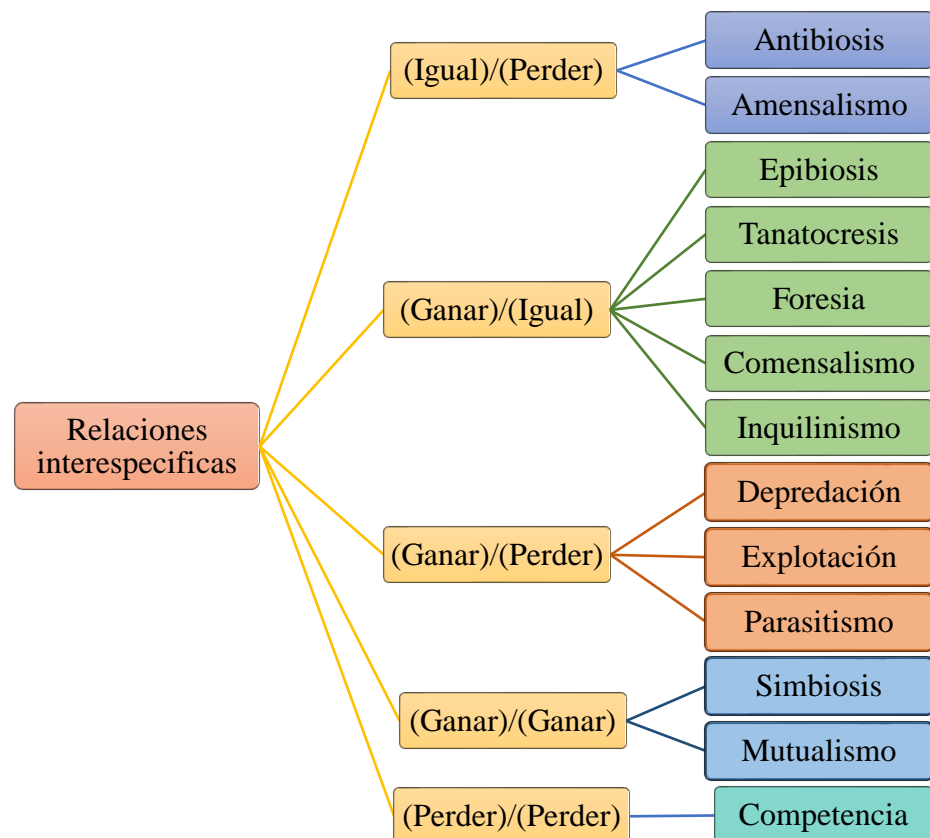 Relaciones
interespecificas
(Igual)/(Perder)
Antibiosis
Amensalismo
(Ganar)/(Igual)
Epibiosis
Tanatocresis
Foresia
Comensalismo
Inquilinismo
(Ganar)/(Perder)
Depredación
Explotación
Parasitismo
(Ganar)/(Ganar)
Simbiosis
Mutualismo
(Perder)/(Perder)
Competencia